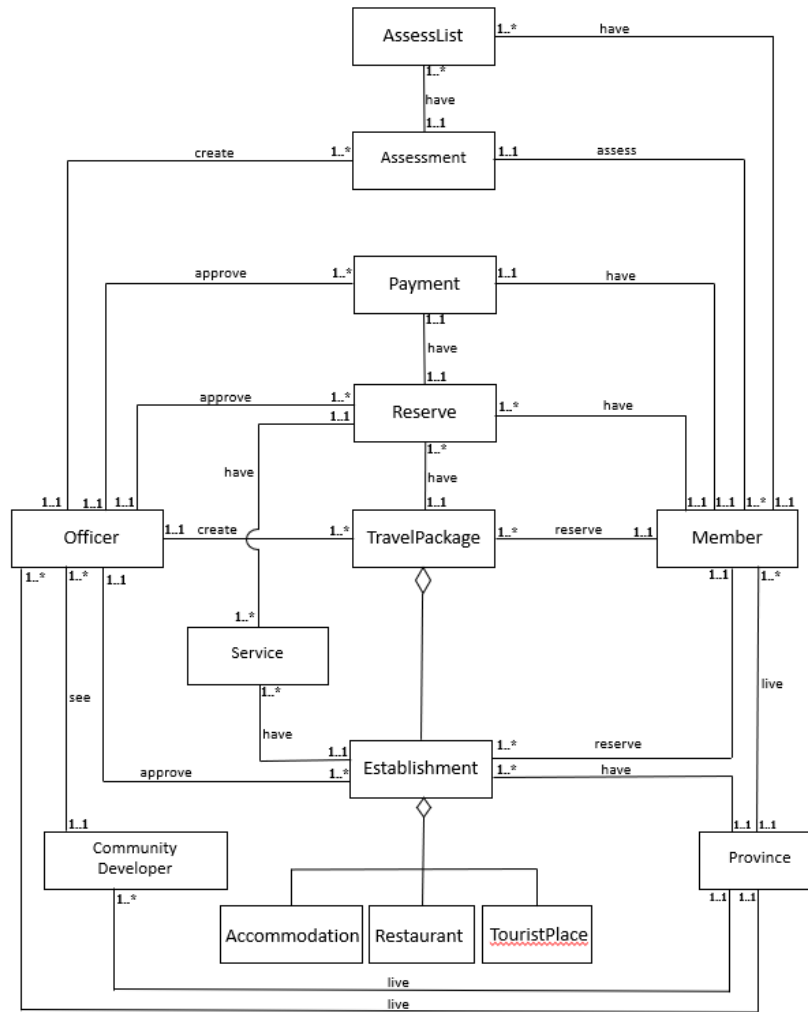 AssessList
1..*
have
1..*
have
1..1
Assessment
create
1..*
1..1
assess
Payment
approve
1..*
1..1
have
1..1
have
1..1
Reserve
approve
1..*
1..1
1..*
have
have
1..*
have
1..1
1..1
1..1
1..1
1..1
1..1
1..*
1..1
Officer
1..1
create
1..*
TravelPackage
1..*
reserve
1..1
Member
1..*
1..*
1..1
1..1
1..*
1..*
Service
1..*
see
live
have
1..1
1..*
reserve
Establishment
approve
1..*
1..*
have
1..1
1..1
1..1
Community
Developer
Province
1..*
1..1
1..1
Accommodation
Restaurant
TouristPlace
live
live